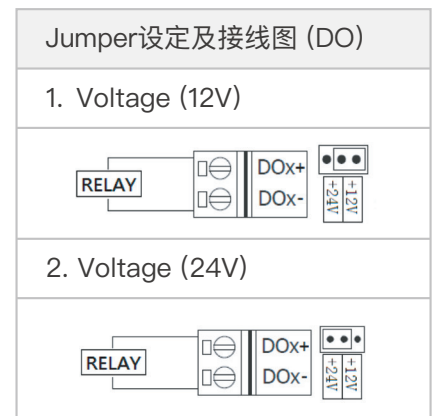 Jumper设定及接线图 (DO)
1. Voltage (12V)
RELAY
DOx+
DOx-
+24V
+12V
2. Voltage (24V)
RELAY
DOx+
DOx-
+24V
+12V